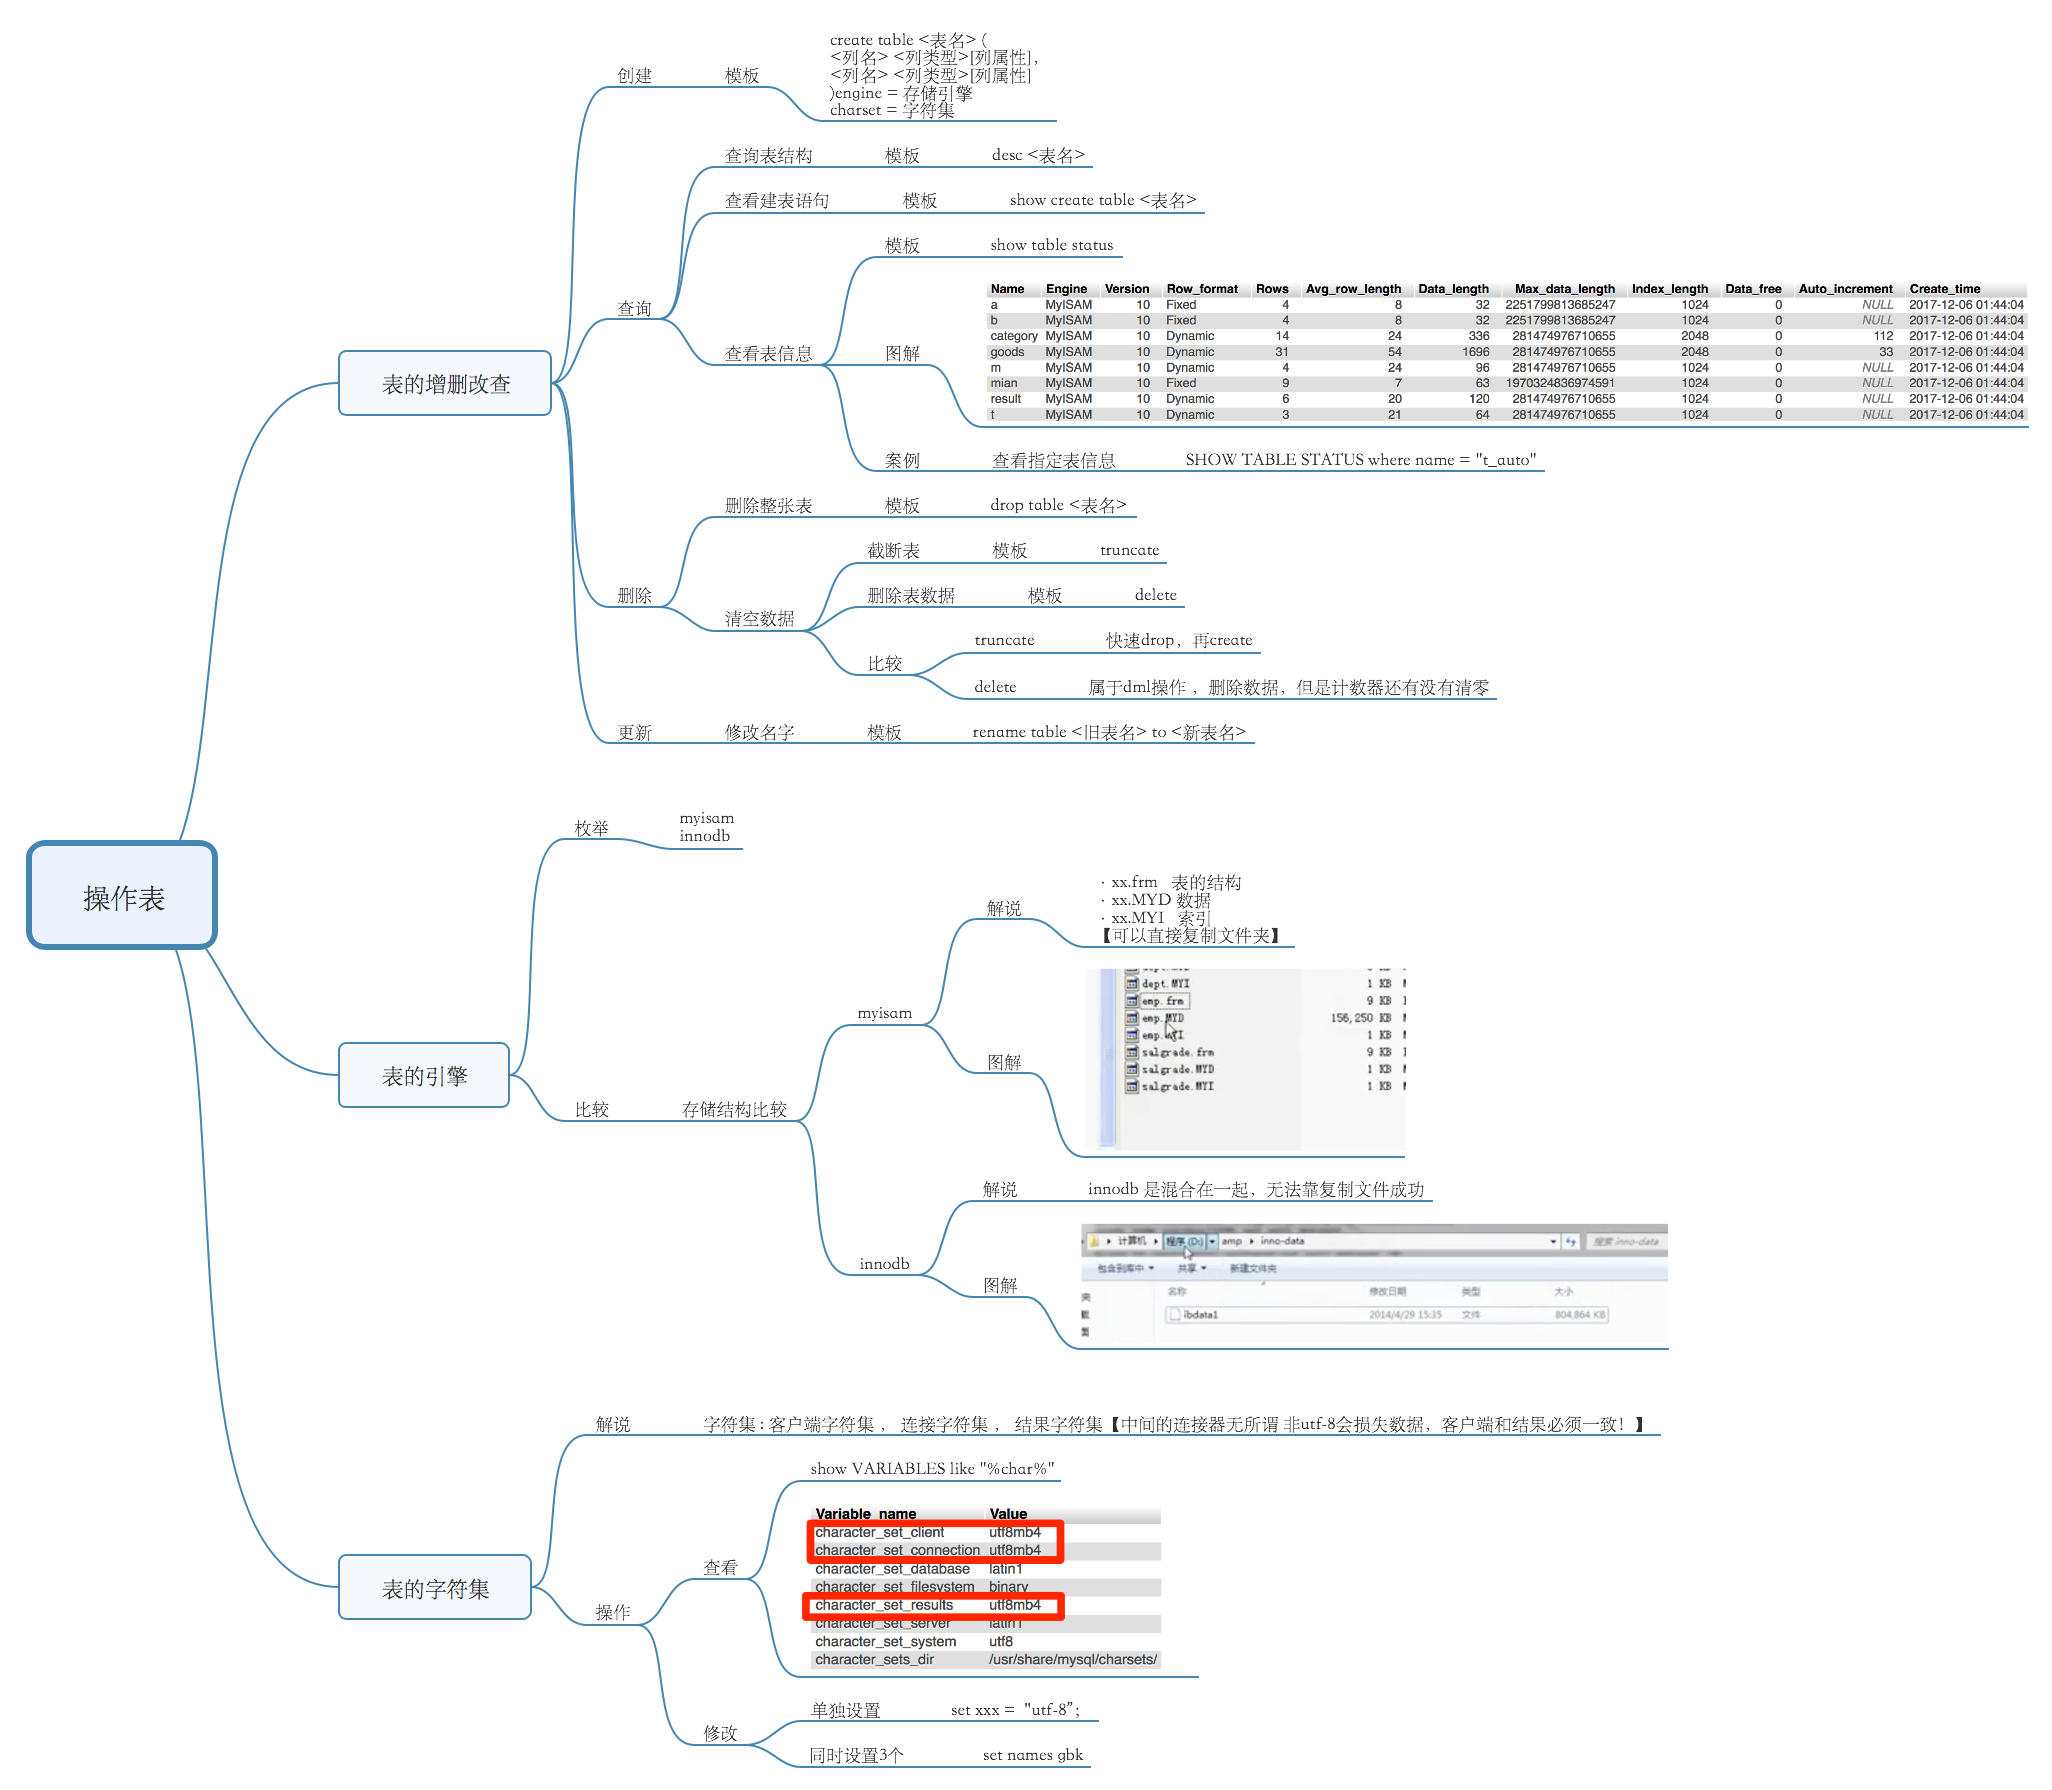 操作表
表的增删改查
创建
模板
create table <表名> (
<列名> <列类型>[列属性],
<列名> <列类型>[列属性]
)engine = 存储引擎
charset = 字符集
查询
查询表结构
模板
desc <表名>
查看建表语句
模板
show create table <表名>
查看表信息
模板
show table status
图解
Name Engine Version Row_format Rows Avg_row_length Data_length Max_data_length Index_length Data_free Auto_increment Create_time
a MyISAM 10 Fixed 4 8 32 2251799813685247 1024 0 NULL 2017-12-06 01:44:04
b MyISAM 10 Fixed 4 8 32 2251799813685247 1024 0 NULL 2017-12-06 01:44:04
category MyISAM 10 Dynamic 14 24 336 281474976710655 2048 0 112 2017-12-06 01:44:04
goods MyISAM 10 Dynamic 31 54 1696 281474976710655 2048 0 33 2017-12-06 01:44:04
m MyISAM 10 Dynamic 4 24 96 281474976710655 1024 0 NULL 2017-12-06 01:44:04
mian MyISAM 10 Fixed 9 7 63 1970324836974591 1024 0 NULL 2017-12-06 01:44:04
result MyISAM 10 Dynamic 6 20 120 281474976710655 1024 0 NULL 2017-12-06 01:44:04
t MyISAM 10 Dynamic 3 21 64 281474976710655 1024 0 NULL 2017-12-06 01:44:04
案例
查看指定表信息
SHOW TABLE STATUS where name = "t_auto"
删除
删除整张表
模板
drop table <表名>
清空数据
截断表
模板
truncate
删除表数据
模板
delete
比较
truncate
快速drop，再create
delete
属于dml操作 ，删除数据，但是计数器还有没有清零
更新
修改名字
模板
rename table <旧表名> to <新表名>
表的引擎
枚举
myisam
innodb
比较
存储结构比较
myisam
解说
· xx.frm 表的结构
· xx.MYD 数据
· xx.MYI 索引
【可以直接复制文件夹】
图解
dept.MYI 1 KB
emp.frm 9 KB
emp.MYD 156,250 KB
1 KB
salgrade.frm 9 KB
salgrade.MYD 1 KB
salgrade.MYI 1 KB
innodb
解说
innodb 是混合在一起，无法靠复制文件成功
图解
计算机 程序 (D:) amp inno-data 搜索 inno-data
包含到库中 共享 新建文件夹
名称 修改日期 类型 大小
ibdata1 2014/4/29 15:35 文件 804,864 KB
表的字符集
解说
字符集 : 客户端字符集 ， 连接字符集 ， 结果字符集【中间的连接器无所谓 非utf-8会损失数据，客户端和结果必须一致！】
操作
查看
show VARIABLES like "%char%"
Variable_name Value
character_set_client utf8mb4
character_set_connection utf8mb4
character_set_database latin1
character_set_filesystem binary
character_set_results utf8mb4
character_set_server latin1
character_set_system utf8
character_sets_dir /usr/share/mysql/charsets/
修改
单独设置
set xxx = "utf-8”;
同时设置3个
set names gbk